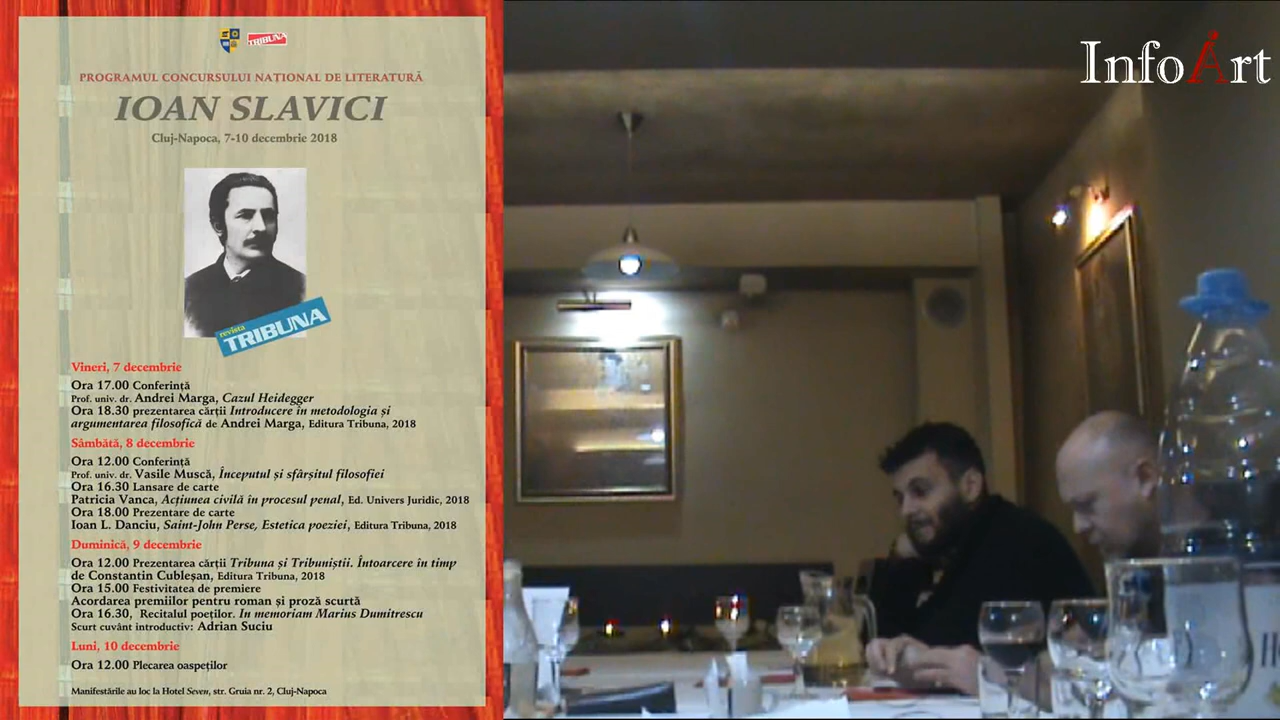 TRIBUNA
PROGRAMUL CONCURSULUI NAȚIONAL DE LITERATURĂ
IOAN SLAVICI
Cluj-Napoca, 7-10 decembrie 2018
revista
TRIBUNA
Vineri, 7 decembrie
Ora 17.00 Conferință
Prof. univ. dr. Andrei Marga, Cazul Heidegger
Ora 18.30 prezentarea cărții Introducere în metodologia și
argumentarea filosofică de Andrei Marga, Editura Tribuna, 2018
Sâmbătă, 8 decembrie
Ora 12.00 Conferință
Prof. univ. dr. Vasile Muscă, Începutul și sfârșitul filosofiei
Ora 16.30 Lansare de carte
Patricia Vanca, Acțiunea civilă în procesul penal, Ed. Univers Juridic, 2018
Ora 18.00 Prezentare de carte
Ioan L. Danciu, Saint-John Perse, Estetica poeziei, Editura Tribuna, 2018
Duminică, 9 decembrie
Ora 12.00 Prezentarea cărții Tribuna și Tribuniștii. Întoarcere în timp
de Constantin Cubleșan, Editura Tribuna, 2018
Ora 15.00 Festivitatea de premiere
Acordarea premiilor pentru roman și proză scurtă
Ora 16.30, Recitalul poeților. In memoriam Marius Dumitrescu
Scurt cuvânt introductiv: Adrian Suciu
Luni, 10 decembrie
Ora 12.00 Plecarea oaspeților
Manifestările au loc la Hotel Seven, str. Gruia nr. 2, Cluj-Napoca
InfoArt